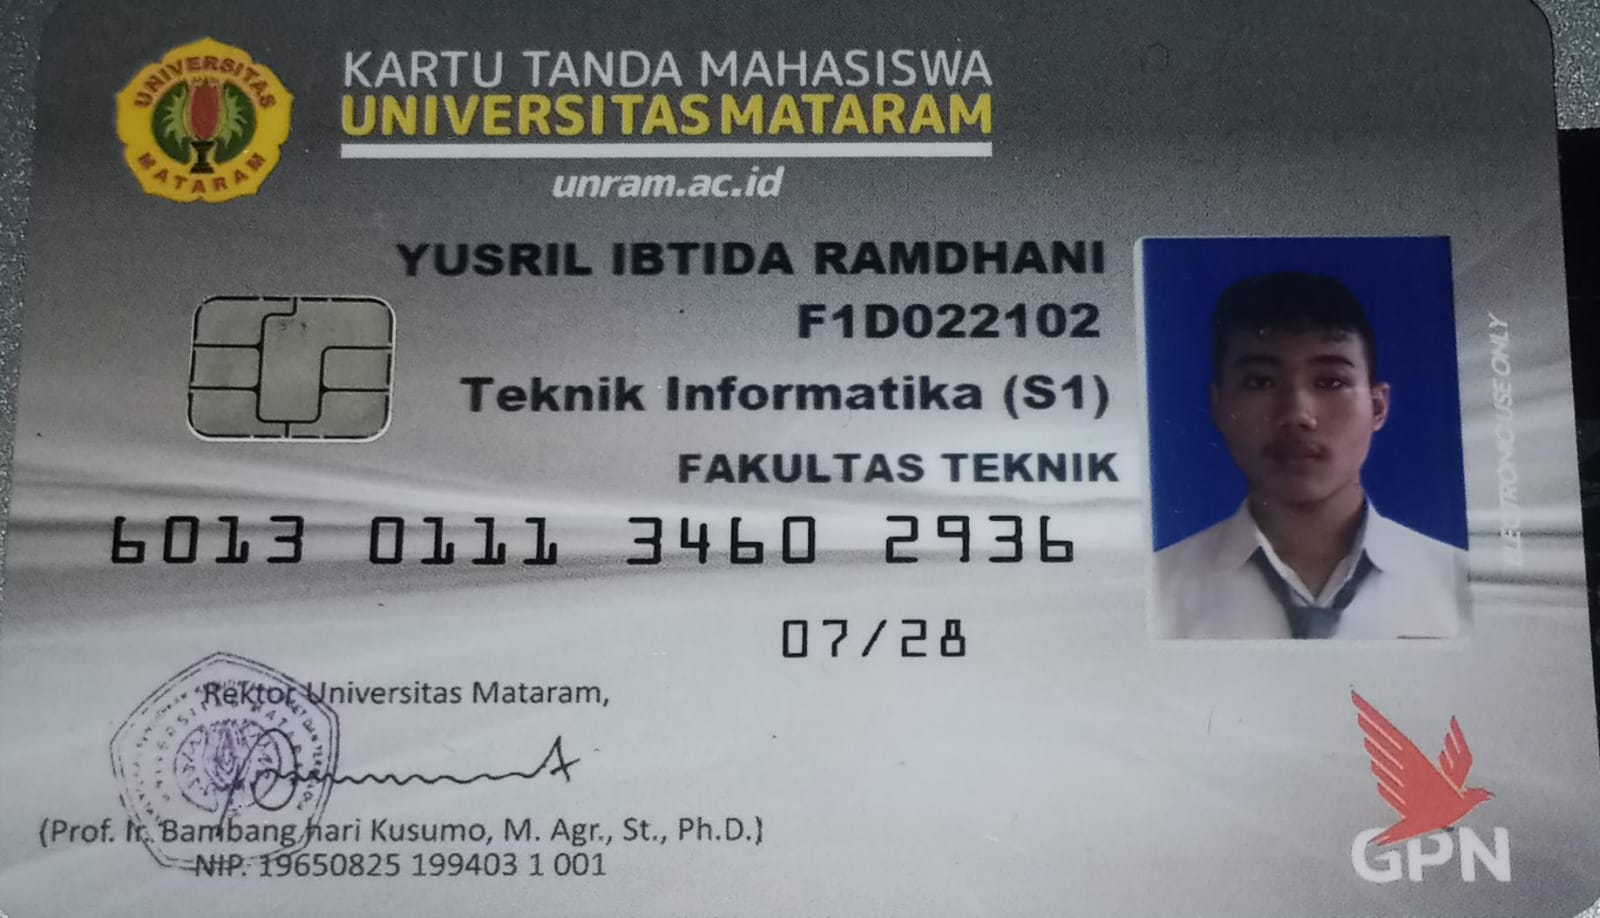 UNIVERSITAS
MATARAM
KARTU TANDA MAHASISWA
UNIVERSITAS MATARAM
unram.ac.id
YUSRIL IBTIDA RAMDHANI
F1D022102
Teknik Informatika (S1)
FAKULTAS TEKNIK
6013 0111 3460 2936
07/28
ELECTRONIC USE ONLY
Rektor Universitas Mataram,
(Prof. Ir. Bambang hari Kusumo, M. Agr., St., Ph.D.)
NIP. 19650825 199403 1 001
GPN